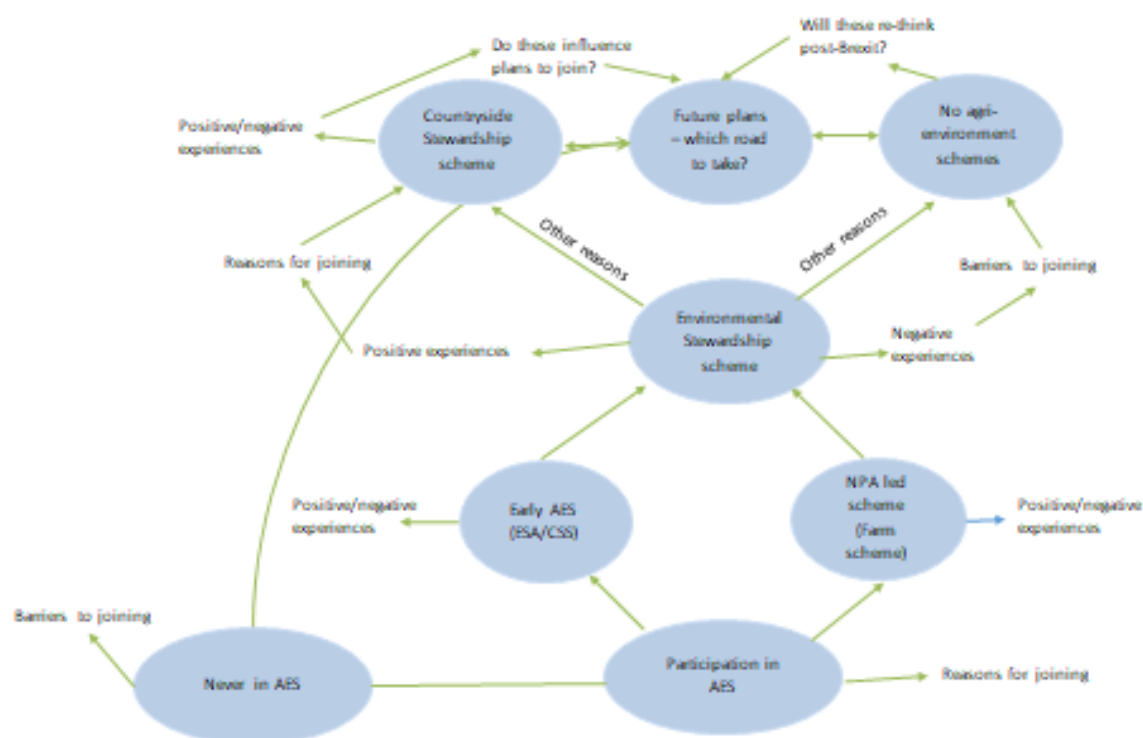 Will these re-think
post-Brexit?
Do these influence
plans to join?
Positive/negative
experiences
Countryside
Stewardship
scheme
Future plans
– which road
to take?
No agri-
environment
schemes
Other reasons
Other reasons
Reasons for joining
Barriers to joining
Environmental
Stewardship
scheme
Positive experiences
Negative
experiences
Positive/negative
experiences
Early AES
(ESA/CSS)
NPA led
scheme
(Farm
scheme)
Positive/negative
experiences
Barriers to joining
Never in AES
Participation in
AES
Reasons for joining